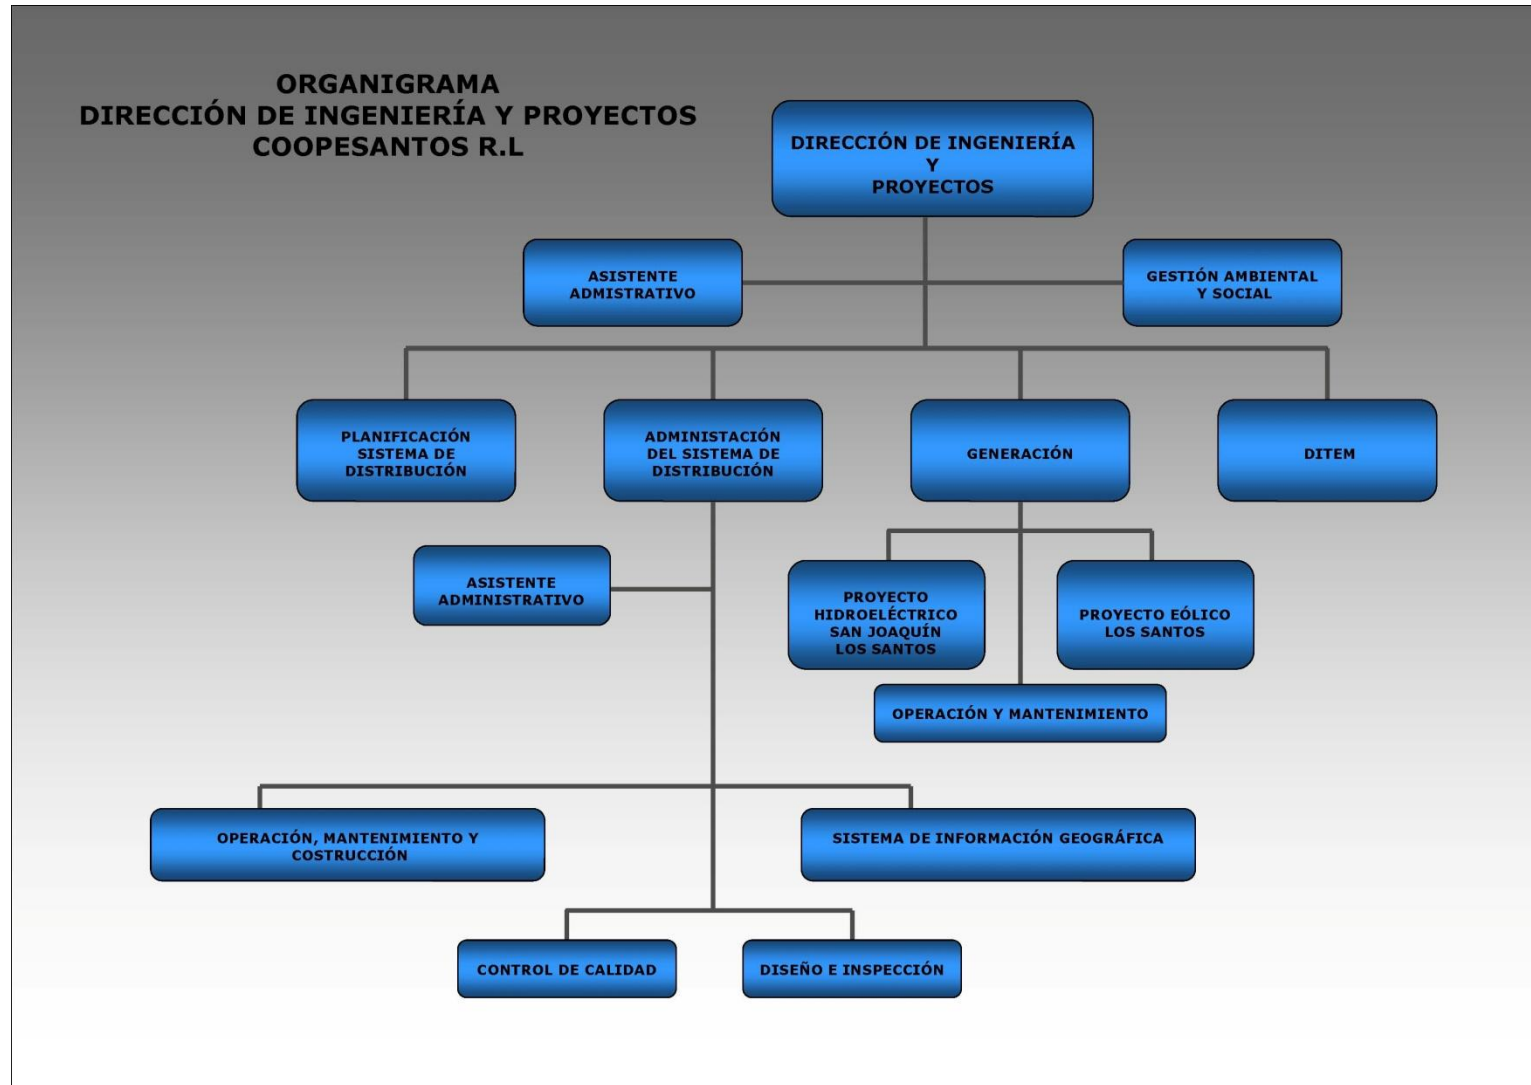 ORGANIGRAMA
DIRECCIÓN DE INGENIERÍA Y PROYECTOS
COOPESANTOS R.L
DIRECCIÓN DE INGENIERÍA
Y
PROYECTOS
ASISTENTE
ADMISTRATIVO
GESTIÓN AMBIENTAL
Y SOCIAL
PLANIFICACIÓN
SISTEMA DE
DISTRIBUCIÓN
ADMINISTACIÓN
DEL SISTEMA DE
DISTRIBUCIÓN
GENERACIÓN
DITEM
ASISTENTE
ADMINISTRATIVO
PROYECTO
HIDROELÉCTRICO
SAN JOAQUÍN
LOS SANTOS
PROYECTO EÓLICO
LOS SANTOS
OPERACIÓN Y MANTENIMIENTO
OPERACIÓN, MANTENIMIENTO Y
COSTRUCCIÓN
SISTEMA DE INFORMACIÓN GEOGRÁFICA
CONTROL DE CALIDAD
DISEÑO E INSPECCIÓN